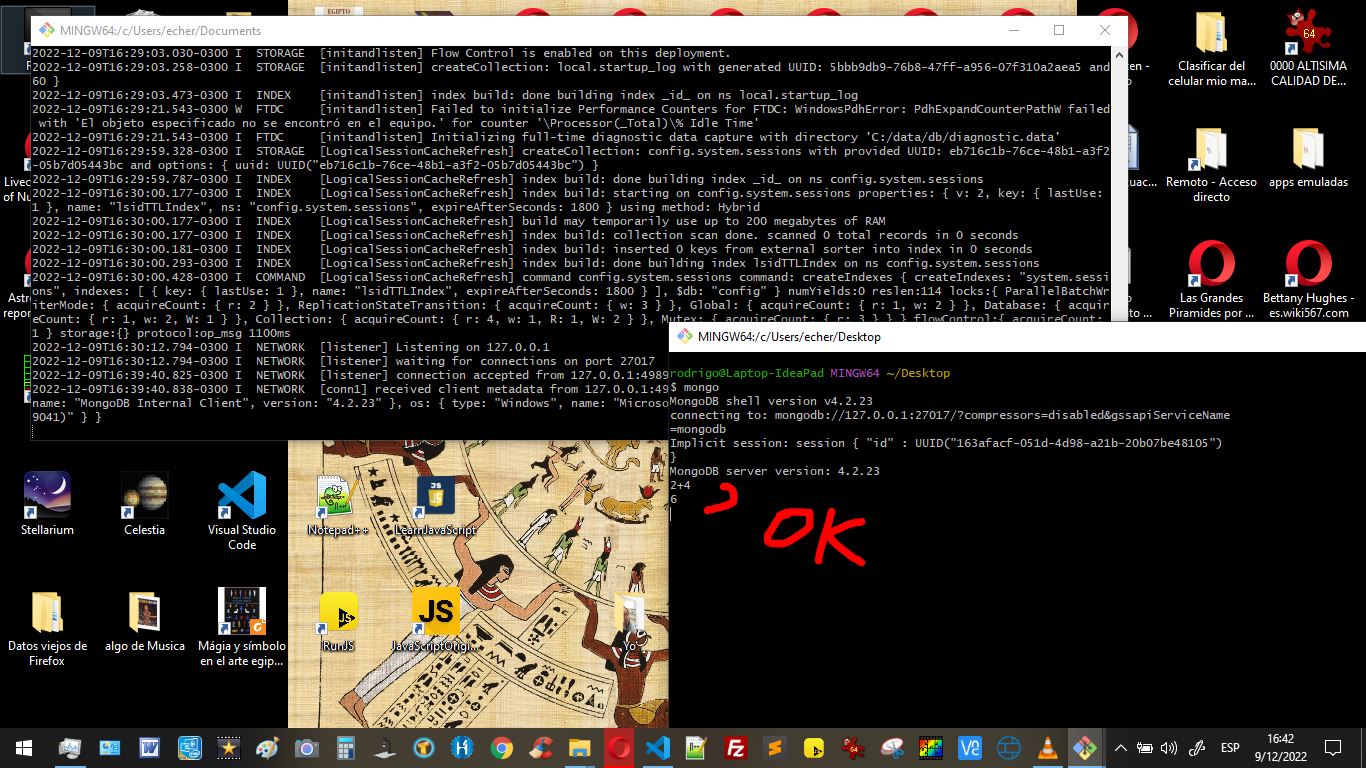 EGIPTO
MINGW64:/c/Users/echer/Documents
2022-12-09T16:29:03.030-0300 I  STORAGE  [initandlisten] Flow Control is enabled on this deployment.
2022-12-09T16:29:03.258-0300 I  STORAGE  [initandlisten] createCollection: local.startup_log with generated UUID: 5bbb9db9-76b8-47ff-a956-07f310a2aea5 and
60 }
2022-12-09T16:29:03.473-0300 I  INDEX    [initandlisten] index build: done building index _id_ on ns local.startup_log
2022-12-09T16:29:21.543-0300 W  FTDC     [initandlisten] Failed to initialize Performance Counters for FTDC: WindowsPdhError: PdhExpandCounterPathW failed
with 'El objeto especificado no se encontró en el equipo.' for counter '\Processor(_Total)\% Idle Time'
2022-12-09T16:29:21.543-0300 I  FTDC     [initandlisten] Initializing full-time diagnostic data capture with directory 'C:/data/db/diagnostic.data'
2022-12-09T16:29:59.328-0300 I  STORAGE  [LogicalSessionCacheRefresh] createCollection: config.system.sessions with provided UUID: eb716c1b-76ce-48b1-a3f2
-05b7d05443bc and options: { uuid: UUID("eb716c1b-76ce-48b1-a3f2-05b7d05443bc") }
2022-12-09T16:29:59.787-0300 I  INDEX    [LogicalSessionCacheRefresh] index build: done building index _id_ on ns config.system.sessions
2022-12-09T16:30:00.177-0300 I  INDEX    [LogicalSessionCacheRefresh] index build: starting on config.system.sessions properties: { v: 2, key: { lastUse:
1 }, name: "lsidTTLIndex", ns: "config.system.sessions", expireAfterSeconds: 1800 } using method: Hybrid
2022-12-09T16:30:00.177-0300 I  INDEX    [LogicalSessionCacheRefresh] build may temporarily use up to 200 megabytes of RAM
2022-12-09T16:30:00.177-0300 I  INDEX    [LogicalSessionCacheRefresh] index build: collection scan done. scanned 0 total records in 0 seconds
2022-12-09T16:30:00.181-0300 I  INDEX    [LogicalSessionCacheRefresh] index build: inserted 0 keys from external sorter into index in 0 seconds
2022-12-09T16:30:00.293-0300 I  INDEX    [LogicalSessionCacheRefresh] index build: done building index lsidTTLIndex on ns config.system.sessions
2022-12-09T16:30:00.428-0300 I  COMMAND  [LogicalSessionCacheRefresh] command config.system.sessions command: createIndexes { createIndexes: "system.sessi
ons", indexes: [ { key: { lastUse: 1 }, name: "lsidTTLIndex", expireAfterSeconds: 1800 } ], $db: "config" } numYields:0 reslen:114 locks:{ ParallelBatchWr
iterMode: { acquireCount: { r: 2 } }, ReplicationStateTransition: { acquireCount: { w: 3 } }, Global: { acquireCount: { r: 1, w: 2 } }, Database: { acquir
eCount: { r: 1, w: 2, W: 1 } }, Collection: { acquireCount: { r: 4, w: 1, R: 1, W: 2 } }, Mutex: { acquireCount: { r: 3 } } } flowControl:{ acquireCount:
1 } storage:{} protocol:op_msg 1100ms
2022-12-09T16:30:12.794-0300 I  NETWORK  [listener] Listening on 127.0.0.1
2022-12-09T16:30:12.794-0300 I  NETWORK  [listener] waiting for connections on port 27017
2022-12-09T16:39:40.825-0300 I  NETWORK  [listener] connection accepted from 127.0.0.1:4989
2022-12-09T16:39:40.838-0300 I  NETWORK  [conn1] received client metadata from 127.0.0.1:49
name: "MongoDB Internal Client", version: "4.2.23" }, os: { type: "Windows", name: "Microso
9041)" } }
MINGW64:/c/Users/echer/Desktop
rodrigo@Laptop-IdeaPad MINGW64 ~/Desktop
$ mongo
MongoDB shell version v4.2.23
connecting to: mongodb://127.0.0.1:27017/?compressors=disabled&gssapiServiceName
=mongodb
Implicit session: session { "id" : UUID("163afacf-051d-4d98-a21b-20b07be48105")
}
MongoDB server version: 4.2.23
2+4
6
OK
Clasificar del
celular mio ma...
64
0000 ALTISIMA
CALIDAD DE...
Remoto - Acceso
directo
apps emuladas
Las Grandes
Piramides por ...
Bettany Hughes -
es.wiki567.com
Livec
of Nu
Astr
repor
Stellarium
Celestia
Visual Studio
Code
Notepad++
JS
LearnJavaScript
Datos viejos de
Firefox
algo de Musica
Mágia y símbolo
en el arte egip...
JS
RunJS
JS
JavaScriptOrigi...
Yo
ESP
16:42
9/12/2022